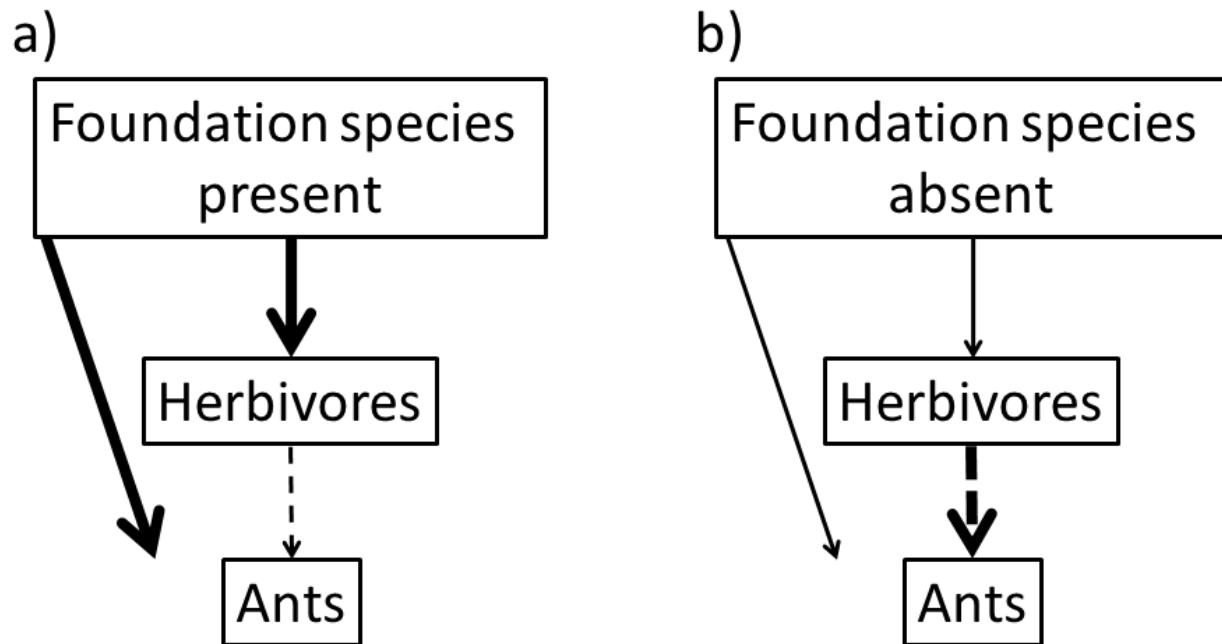 a)
Foundation species
present
Herbivores
Ants
b)
Foundation species
absent
Herbivores
Ants